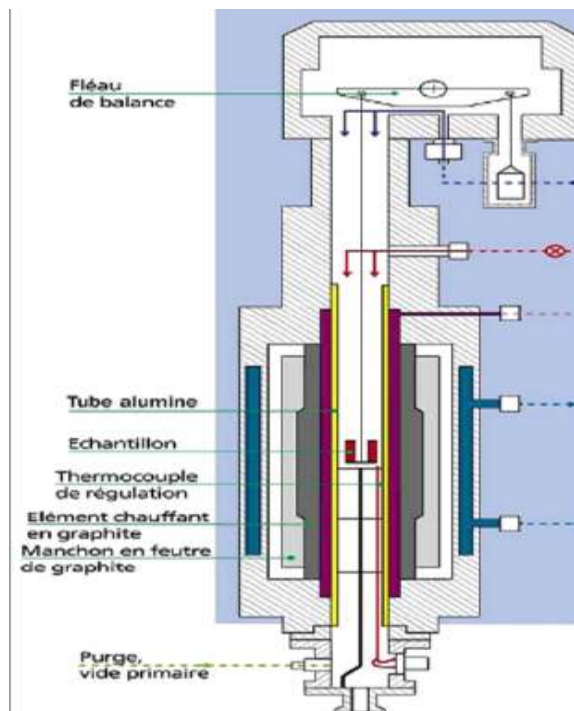 Fléau
de balance
Tube alumine
Echantillon
Thermocouple
de régulation
Elément chauffant
en graphite
Manchon en feutre
de graphite
Purge,
vide primaire